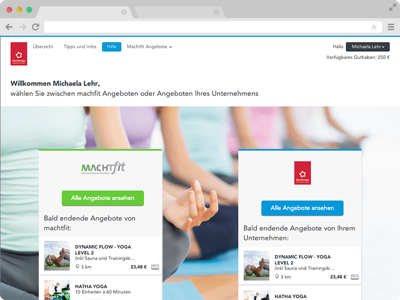 Übersicht Tipps und Infos Hilfe Machtfit Angebote
Hallo Michaela Lehr
Verfügbares Guthaben: 250 €
Willkommen Michaela Lehr,
wählen Sie zwischen machtfit Angeboten oder Angeboten Ihres Unternehmens
MACHTfit
Alle Angebote ansehen
Bald endende Angebote von
machtfit:
DYNAMIC FLOW - YOGA
LEVEL 2
(inkl Sauna und Trainingsb...
3 km 23,48 €
HATHA YOGA
10 Einheiten à 60 Minuten
Alle Angebote ansehen
Bald endende Angebote von Ihrem
Unternehmen:
DYNAMIC FLOW - YOGA
LEVEL 2
(inkl Sauna und Trainingsb...
3 km 23,48 €
HATHA YOGA